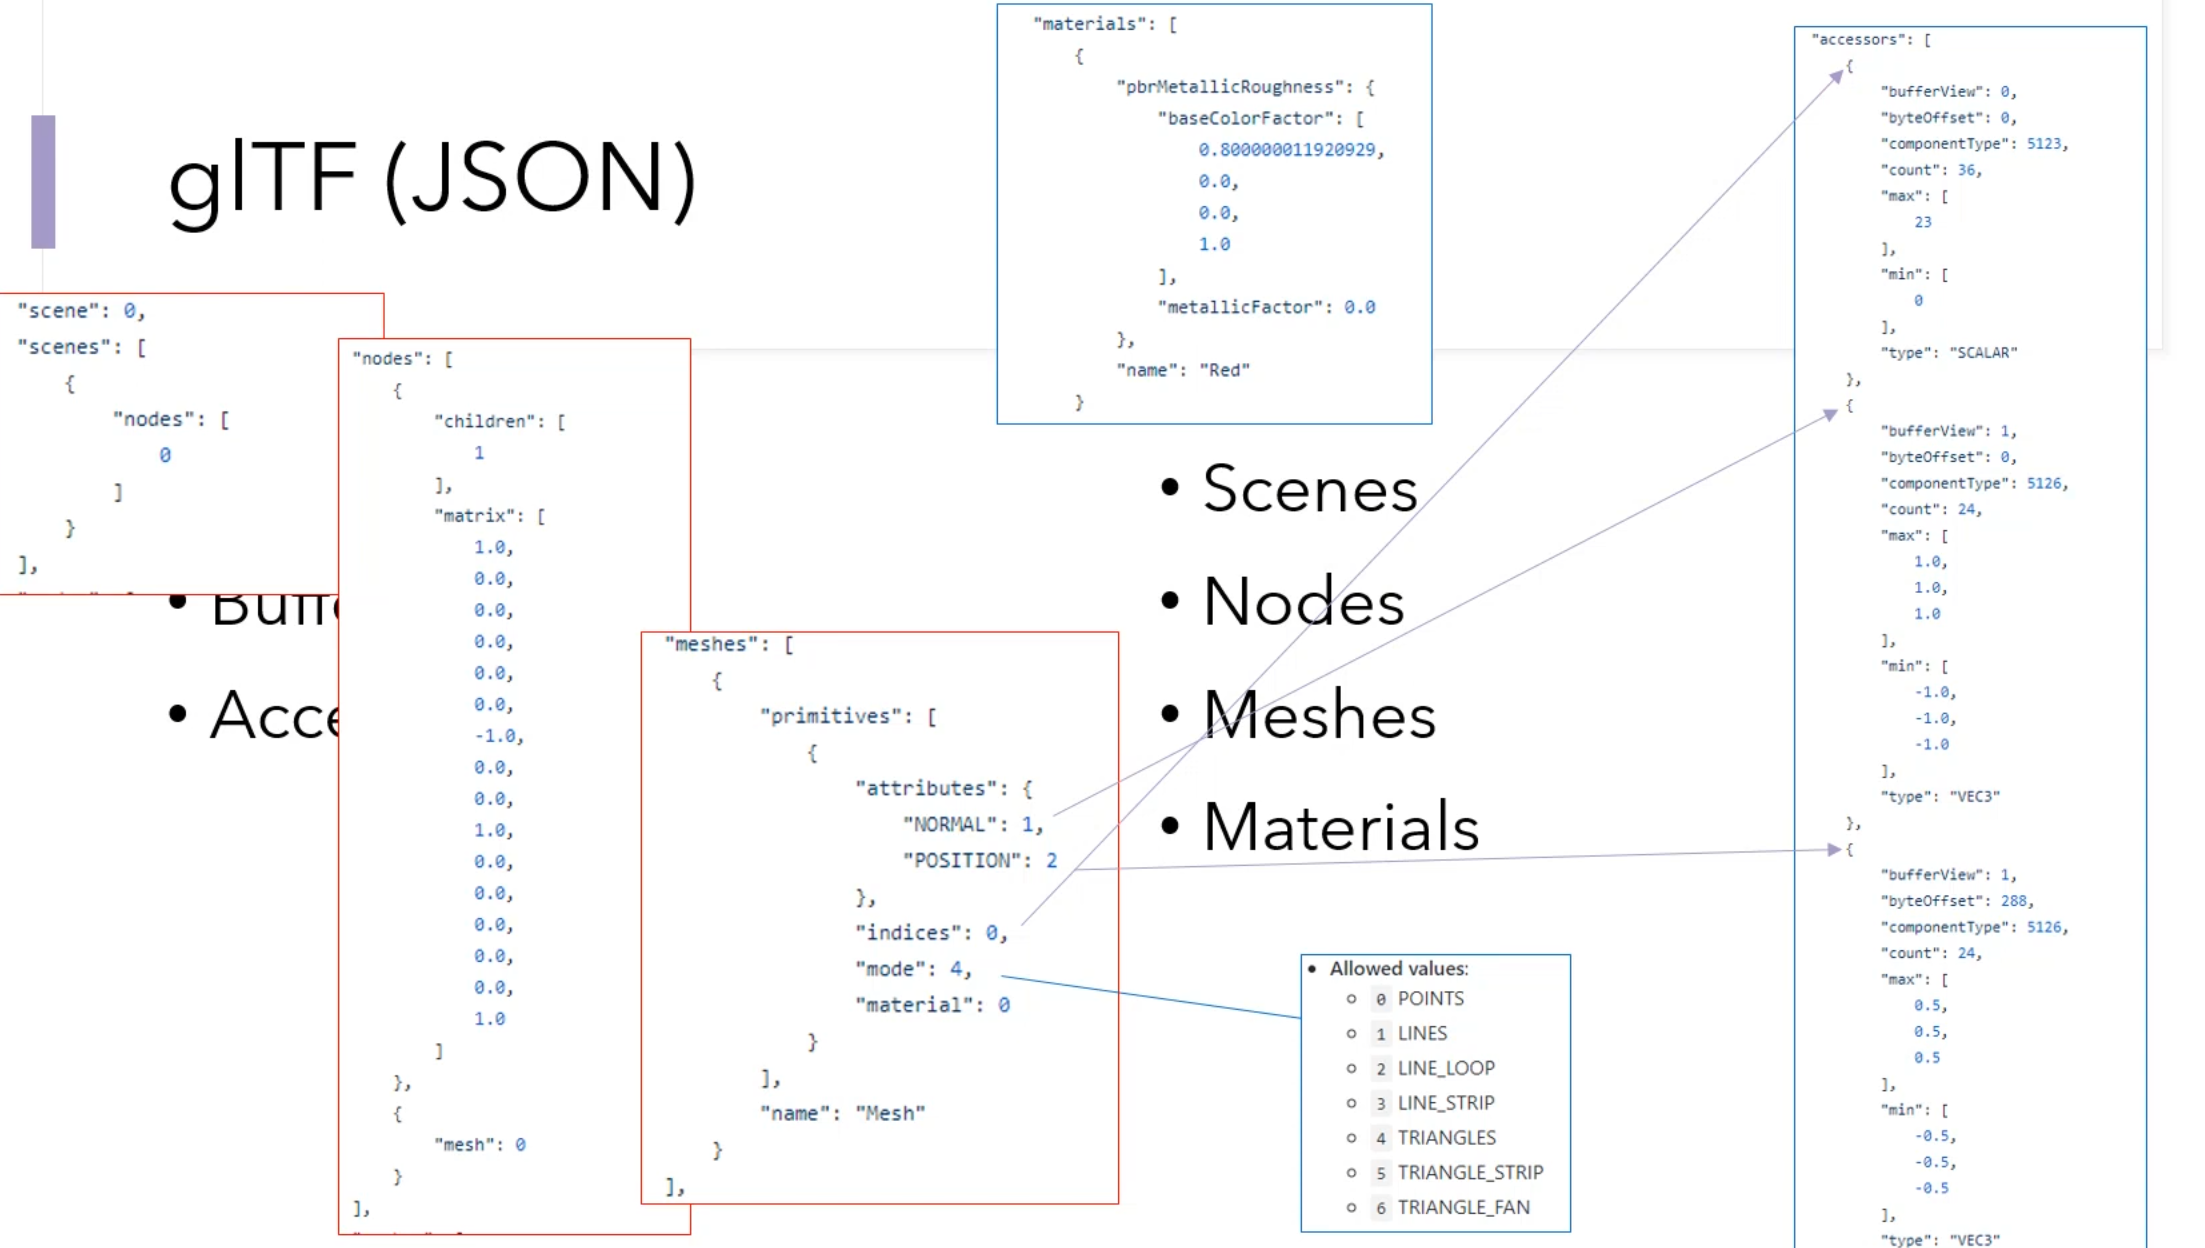 glTF (JSON)
"scene": 0,
"scenes": [
{
"nodes": [
0
]
}
],
• Acce
"nodes": [
{
"children": [
1
],
"matrix": [
1.0,
0.0,
0.0,
0.0,
0.0,
0.0,
-1.0,
0.0,
0.0,
1.0,
0.0,
0.0,
0.0,
0.0,
0.0,
1.0
]
},
{
"mesh": 0
}
],
"meshes": [
{
"primitives": [
{
"attributes": {
"NORMAL": 1,
"POSITION": 2
},
"indices": 0,
"mode": 4,
"material": 0
}
],
"name": "Mesh"
}
],
"materials": [
{
"pbrMetallicRoughness": {
"baseColorFactor": [
0.800000011920929,
0.0,
0.0,
1.0
],
"metallicFactor": 0.0
},
"name": "Red"
}
• Scenes
• Nodes
• Meshes
• Materials
• Allowed values:
0 POINTS
1 LINES
2 LINE_LOOP
3 LINE_STRIP
4 TRIANGLES
5 TRIANGLE_STRIP
6 TRIANGLE_FAN
"accessors": [
{
"bufferView": 0,
"byteOffset": 0,
"componentType": 5123,
"count": 36,
"max": [
23
],
"min": [
0
],
"type": "SCALAR"
},
{
"bufferView": 1,
"byteOffset": 0,
"componentType": 5126,
"count": 24,
"max": [
1.0,
1.0,
1.0
],
"min": [
-1.0,
-1.0,
-1.0
],
"type": "VEC3"
},
{
"bufferView": 1,
"byteOffset": 288,
"componentType": 5126,
"count": 24,
"max": [
0.5,
0.5,
0.5
],
"min": [
-0.5,
-0.5,
-0.5
],
"type": "VEC3"